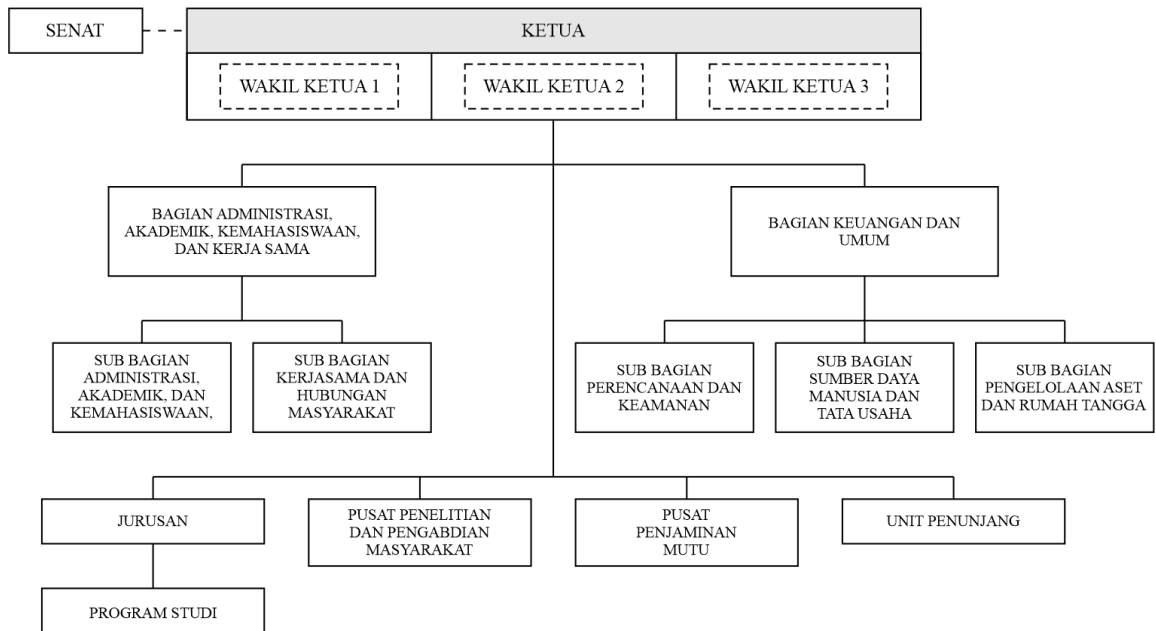 SENAT
KETUA
WAKIL KETUA 1
WAKIL KETUA 2
WAKIL KETUA 3
BAGIAN ADMINISTRASI,
AKADEMIK, KEMAHASISWAAN,
DAN KERJA SAMA
BAGIAN KEUANGAN DAN
UMUM
SUB BAGIAN
ADMINISTRASI,
AKADEMIK, DAN
KEMAHASISWAAN,
SUB BAGIAN
KERJASAMA DAN
HUBUNGAN
MASYARAKAT
SUB BAGIAN
PERENCANAAN DAN
KEAMANAN
SUB BAGIAN
SUMBER DAYA
MANUSIA DAN
TATA USAHA
SUB BAGIAN
PENGELOLAAN ASET
DAN RUMAH TANGGA
JURUSAN
PUSAT PENELITIAN
DAN PENGABDIAN
MASYARAKAT
PUSAT
PENJAMINAN
MUTU
UNIT PENUNJANG
PROGRAM STUDI